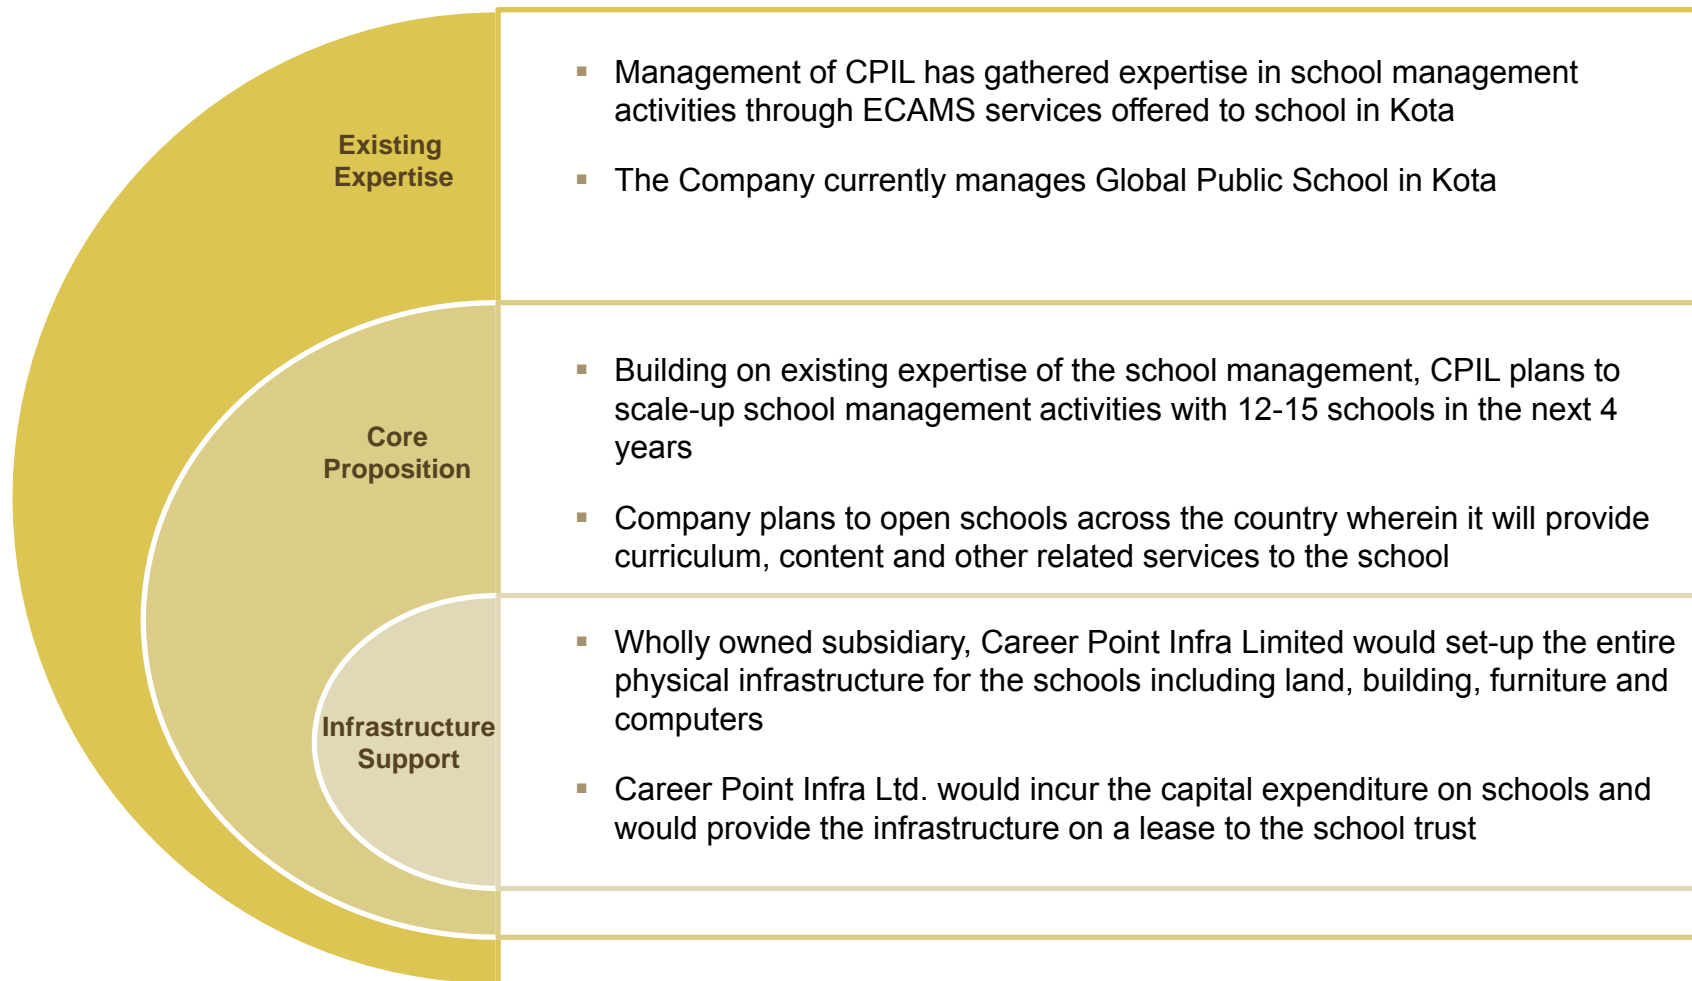 Existing
Expertise
▪ Management of CPIL has gathered expertise in school management
activities through ECAMS services offered to school in Kota
▪ The Company currently manages Global Public School in Kota
Core
Proposition
▪ Building on existing expertise of the school management, CPIL plans to
scale-up school management activities with 12-15 schools in the next 4
years
▪ Company plans to open schools across the country wherein it will provide
curriculum, content and other related services to the school
Infrastructure
Support
▪ Wholly owned subsidiary, Career Point Infra Limited would set-up the entire
physical infrastructure for the schools including land, building, furniture and
computers
▪ Career Point Infra Ltd. would incur the capital expenditure on schools and
would provide the infrastructure on a lease to the school trust